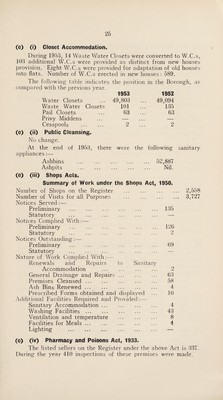 25
(c) (i) Closet Accommodation.
During 1953, 14 Waste Water Closets were converted to W.C.s,
103 additional W.C.s were provided as distinct from new houses
provision. Eight W.C.s were provided for adaptation of old houses
into flats. Number of W.C.s erected in new houses: 589.
The following table indicates the position in the Borough, as
compared with the previous year.
1953 1952
Water Closets 49,803 ... 49,094
Waste Water Closets 101 ... 135
Pail Closets 63 ... 63
Privy Middens — ... —
Cesspools 2 ... 2
(c) (ii) Public Cleansing.
No change.
At the end of 1953, there were the following sanitary
appliances:—
Ashbins ... ... ... ... 52,887
Ashpits ... ... ... ... Nil.
(c) (iii) Shops Acts.
Summary of Work under the Shops Act, 1950.
Number of Shops on the Register ... ... ... ... 2,558
Number of Visits for all Purposes ... ... ... ... 3,727
Notices Served:—
Preliminary ... ... ... ... 135
Statutory ... ... ... ... —
Notices Complied With:—
Preliminary ... ... ... ... 126
Statutory ... ... ... ... 2
Notices Outstanding:—
Preliminary ... ... ... ... 69
Statutory ... ... ... ... —
Nature of Work Complied With:—
Renewals and Repairs to Sanitary
Accommodation ... ... ... 2
General Drainage and Repairs ... ... 63
Premises Cleansed ... ... ... 58
Ash Bins Renewed ... ... ... 4
Prescribed Forms obtained and displayed ... 10
Additional Facilities Required and Provided:—
Sanitary Accommodation ... ... ... 4
Washing Facilities ... ... ... 43
Ventilation and temperature ... ... 8
Facilities for Meals ... ... ... 4
Lighting ... ... ... ... —
(c) (iv) Pharmacy and Poisons Act, 1933.
The listed sellers on the Register under the above Act is 337.
During the year 410 inspections of these premises were made.